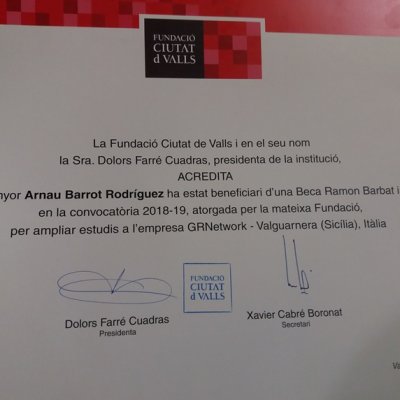 FUNDACIÓ
CIUTAT
d VALLS
La Fundació Ciutat de Valls i en el seu nom
la Sra. Dolors Farré Cuadras, presidenta de la institució,
ACREDITA
nyor Arnau Barrot Rodríguez ha estat beneficiari d'una Beca Ramon Barbat i
en la convocatòria 2018-19, atorgada per la mateixa Fundació,
per ampliar estudis a l'empresa GRNetwork - Valguarnera (Sicília), Itàlia
FUNDACIÓ
CIUTAT
d VALLS
Dolors Farré Cuadras
Presidenta
Xavier Cabré Boronat
Secretari
Va